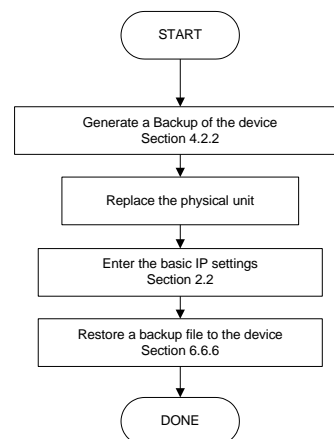 START
Generate a Backup of the device
Section 4.2.2
Replace the physical unit
Enter the basic IP settings
Section 2.2
Restore a backup file to the device
Section 6.6.6
DONE